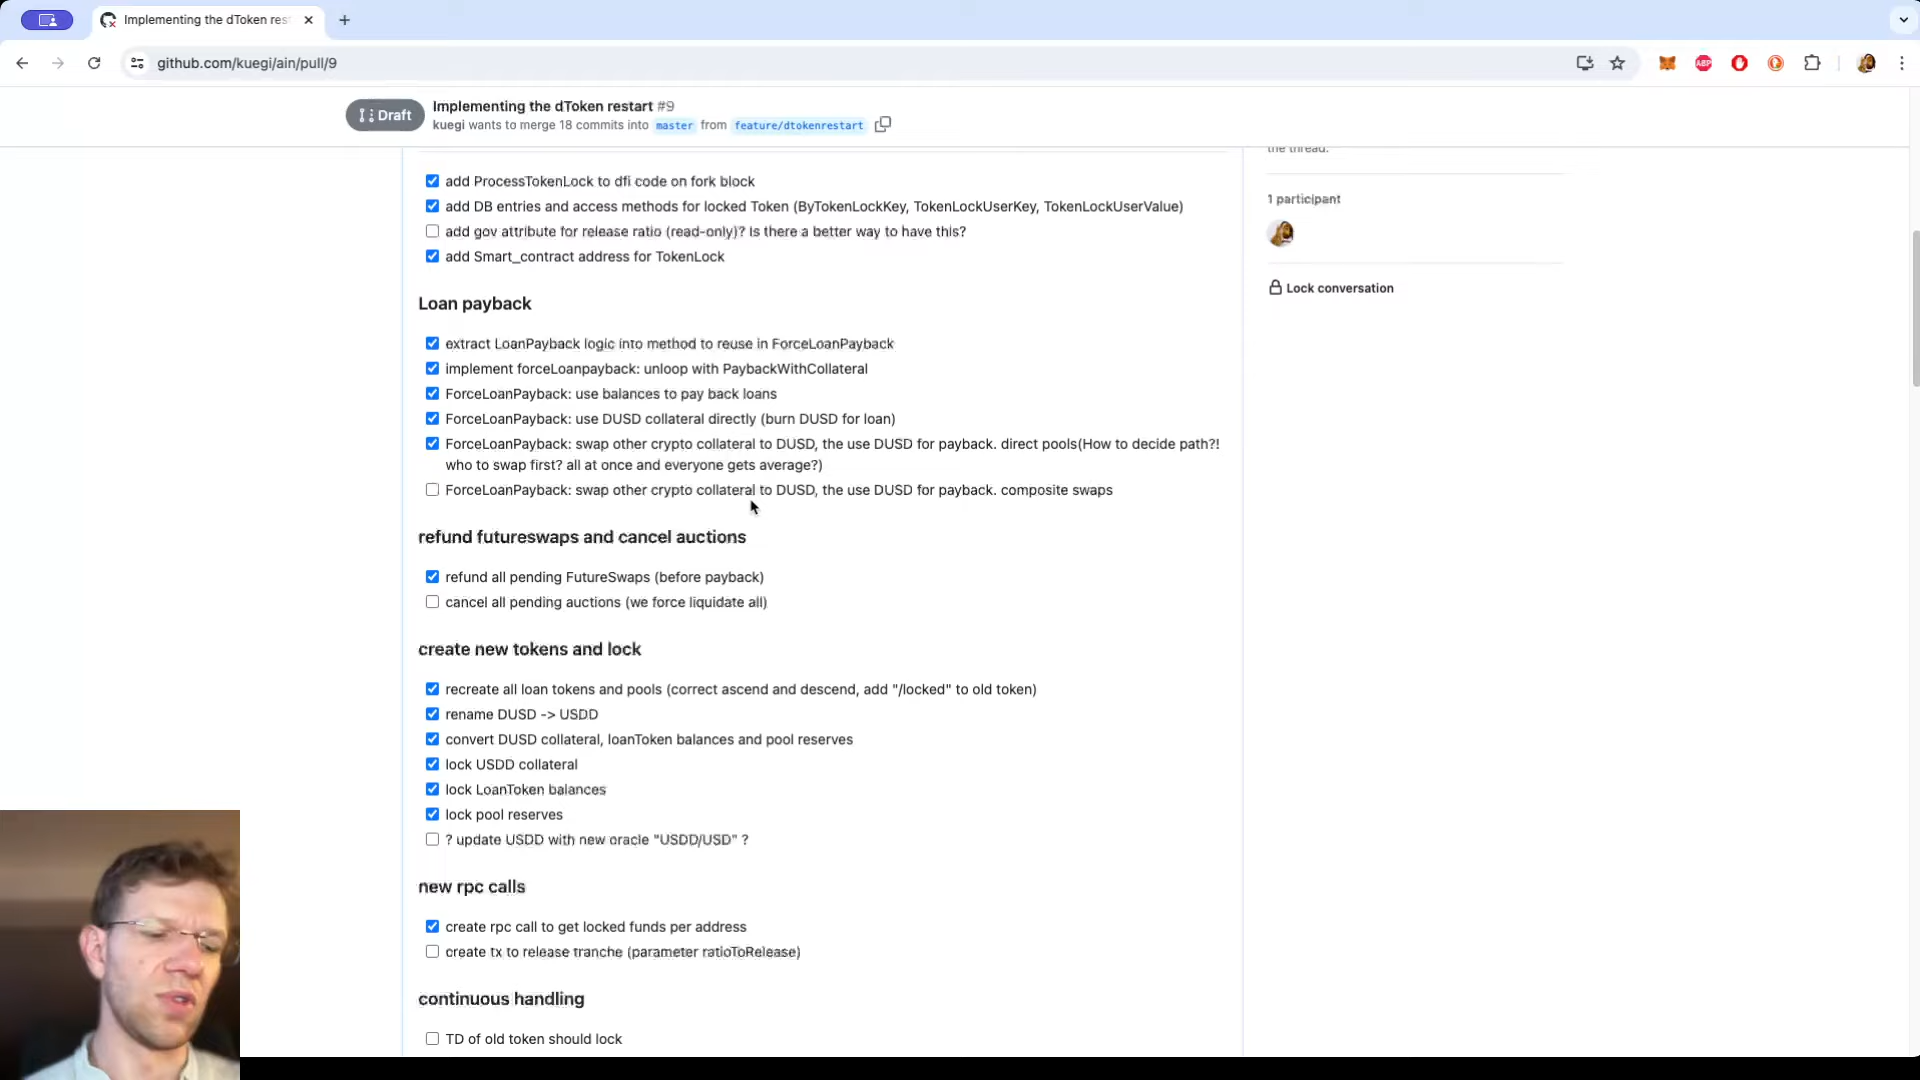 Implementing the dToken res
github.com/kuegi/ain/pull/9
ABP
Draft
Implementing the dToken restart #9
kuegi wants to merge 18 commits into master from feature/dtokenrestart
the thread.
add ProcessTokenLock to dfi code on fork block
1 participant
add DB entries and access methods for locked Token (ByTokenLockKey, TokenLockUserKey, TokenLockUserValue)
add gov attribute for release ratio (read-only)? Is there a better way to have this?
add Smart_contract address for TokenLock
Lock conversation
Loan payback
extract LoanPayback logic into method to reuse in ForceLoanPayback
implement forceLoanpayback: unloop with PaybackWithCollateral
ForceLoanPayback: use balances to pay back loans
ForceLoanPayback: use DUSD collateral directly (burn DUSD for loan)
ForceLoanPayback: swap other crypto collateral to DUSD, the use DUSD for payback. direct pools(How to decide path?!
who to swap first? all at once and everyone gets average?)
ForceLoanPayback: swap other crypto collateral to DUSD, the use DUSD for payback. composite swaps
refund futureswaps and cancel auctions
refund all pending FutureSwaps (before payback)
cancel all pending auctions (we force liquidate all)
create new tokens and lock
recreate all loan tokens and pools (correct ascend and descend, add "/locked" to old token)
rename DUSD -> USDD
convert DUSD collateral, loanToken balances and pool reserves
lock USDD collateral
lock LoanToken balances
lock pool reserves
? update USDD with new oracle "USDD/USD" ?
new rpc calls
create rpc call to get locked funds per address
create tx to release tranche (parameter ratioToRelease)
continuous handling
TD of old token should lock